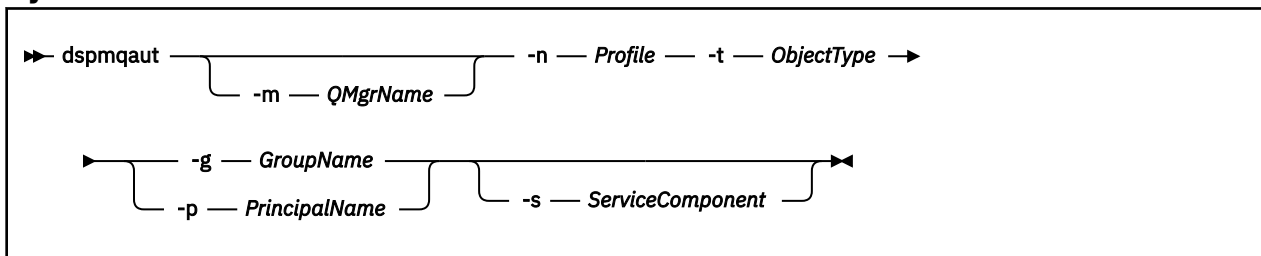 dspmqaut -n Profile -t ObjectType
-m QMgrName
-g GroupName
-p PrincipalName
-s ServiceComponent